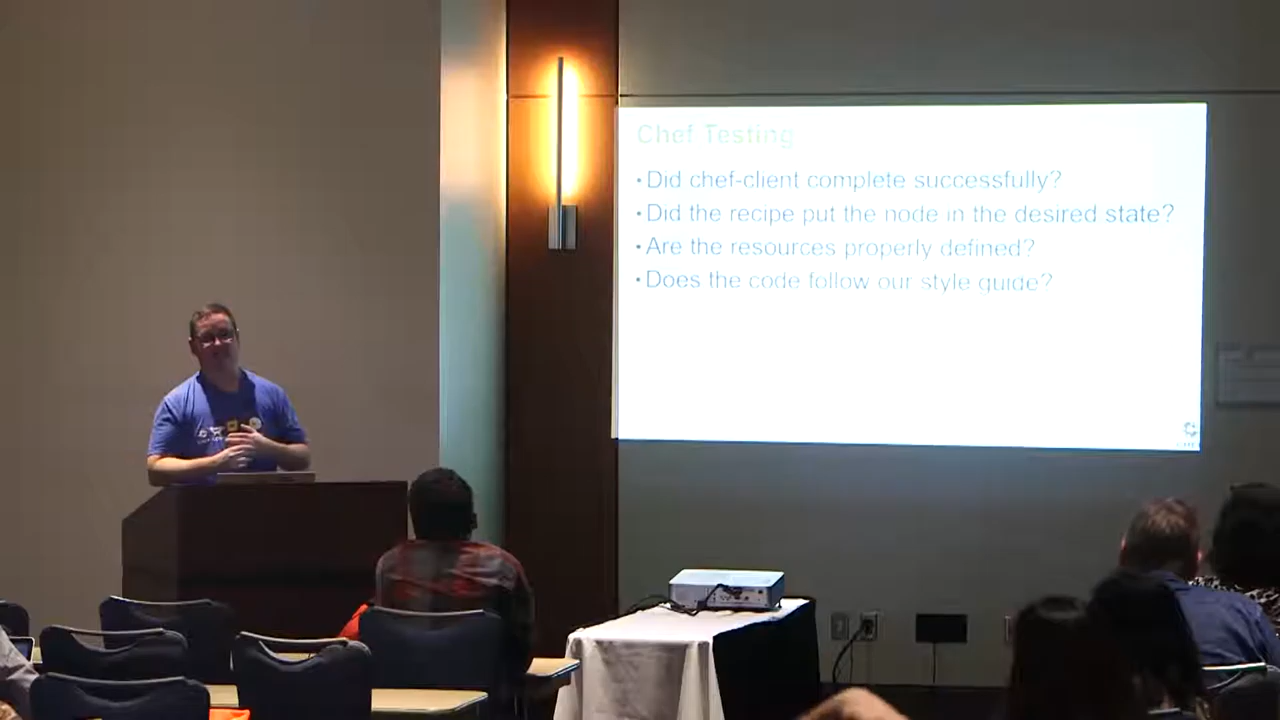 Chef Testing
• Did chef-client complete successfully?
• Did the recipe put the node in the desired state?
• Are the resources properly defined?
• Does the code follow our style guide?